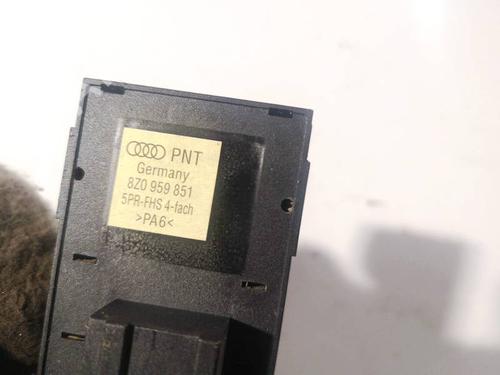 PNT
Germany
8Z0 959 851
5PR-FHS 4-fach
>PA6<